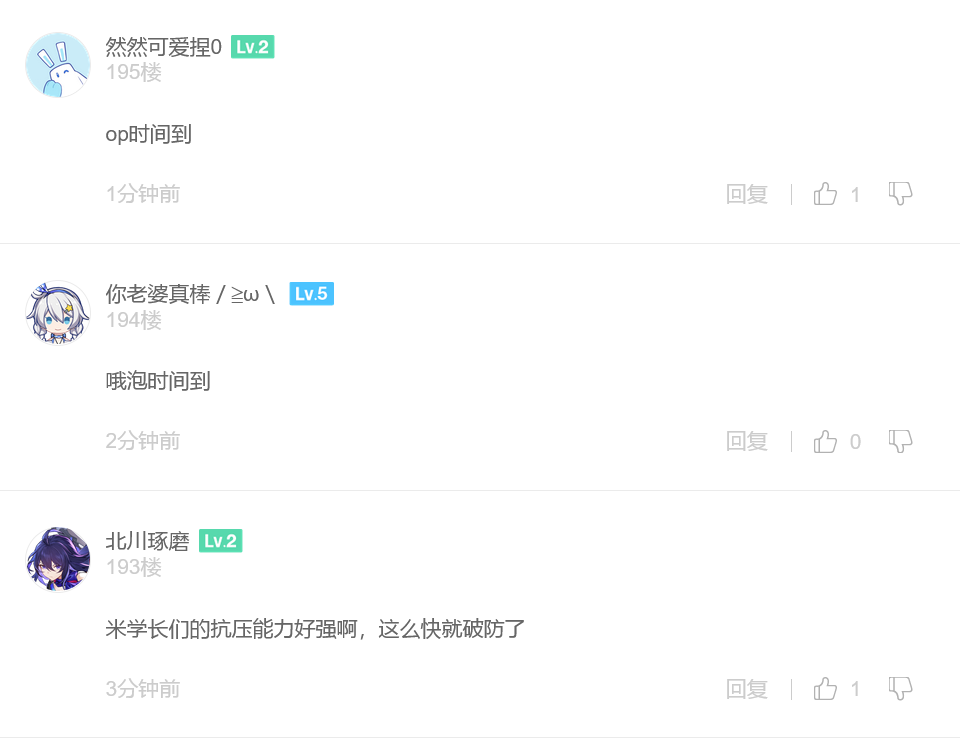 然然可爱捏0 Lv.2
195楼
op时间到
1分钟前 回复 1
你老婆真棒 / ≧ω \ Lv.5
194楼
哦泡时间到
2分钟前 回复 0
北川琢磨 Lv.2
193楼
米学长们的抗压能力好强啊，这么快就破防了
3分钟前 回复 1